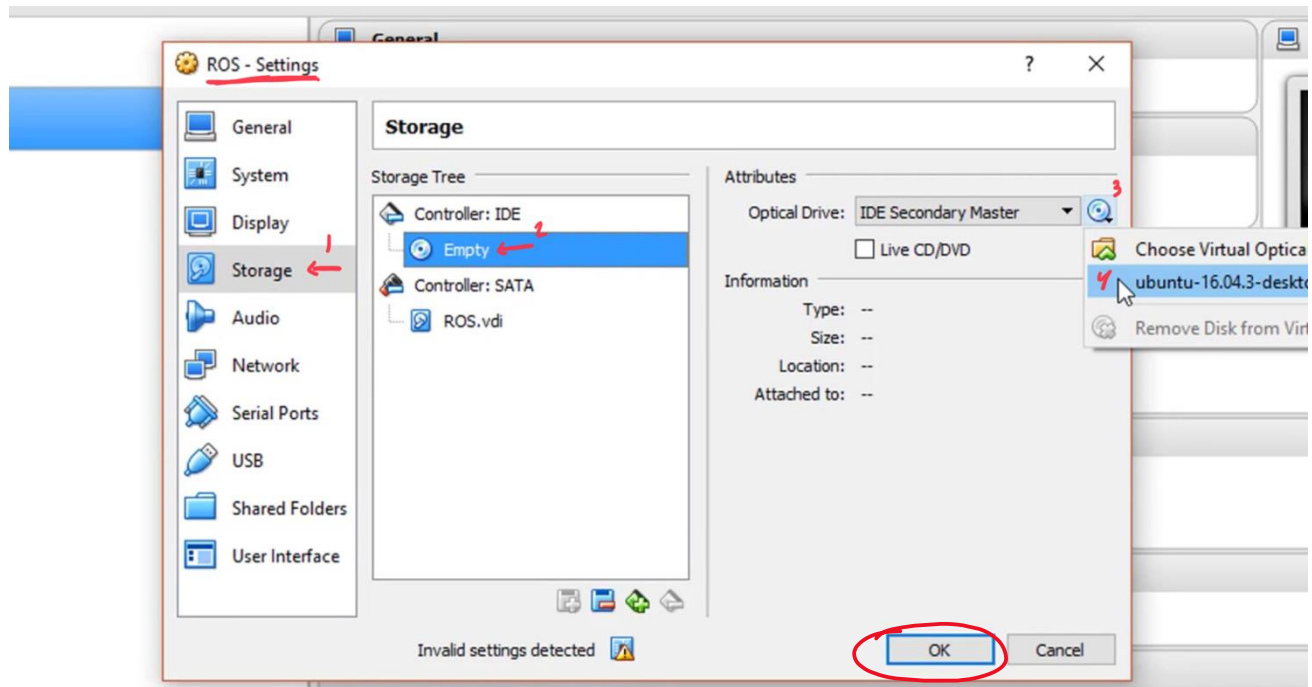 General
ROS - Settings
?
General
System
Display
1
Storage
Audio
Network
Serial Ports
USB
Shared Folders
User Interface
Storage
Storage Tree
Controller: IDE
2
Empty
Controller: SATA
ROS.vdi
Attributes
3
Optical Drive: IDE Secondary Master
Live CD/DVD
Information
Type: --
Size: --
Location: --
Attached to: --
Choose Virtual Optica
4 ubuntu-16.04.3-deskto
Remove Disk from Virt
Invalid settings detected
OK
Cancel